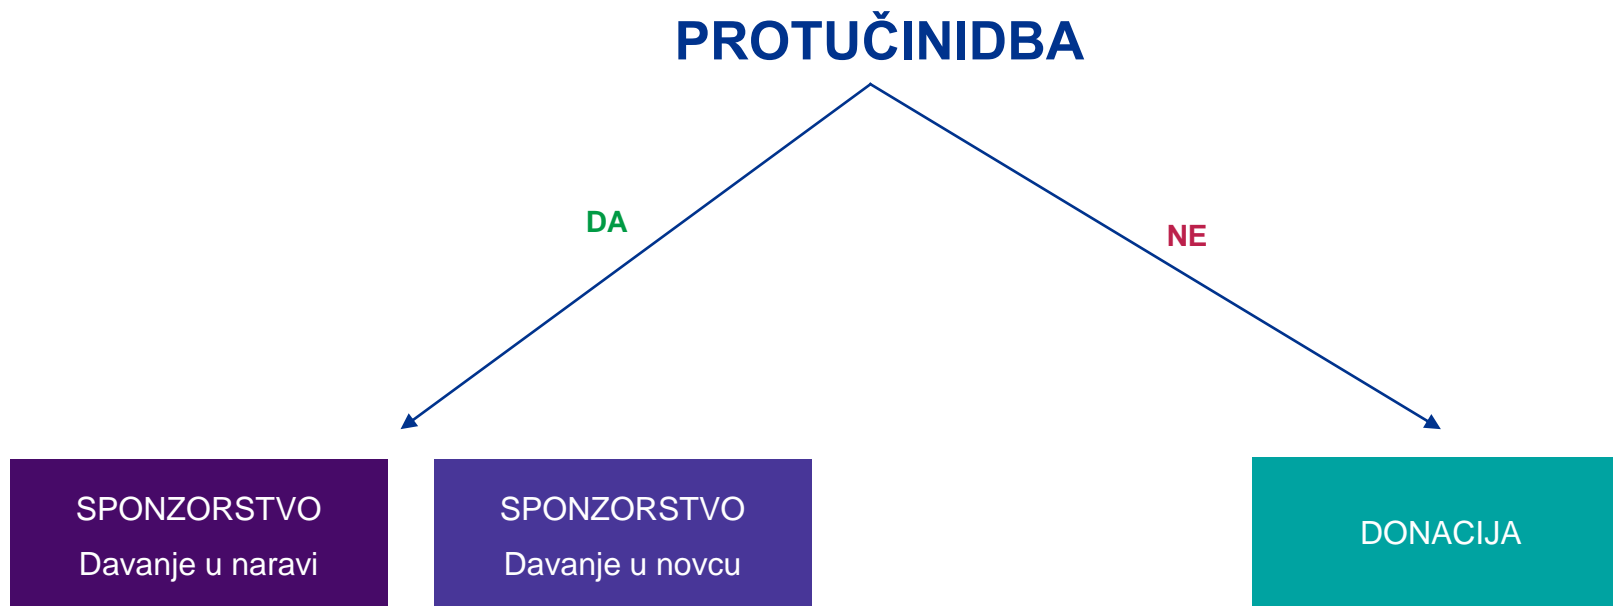 PROTUČINIDBA
DA
NE
SPONZORSTVO
Davanje u naravi
SPONZORSTVO
Davanje u novcu
DONACIJA